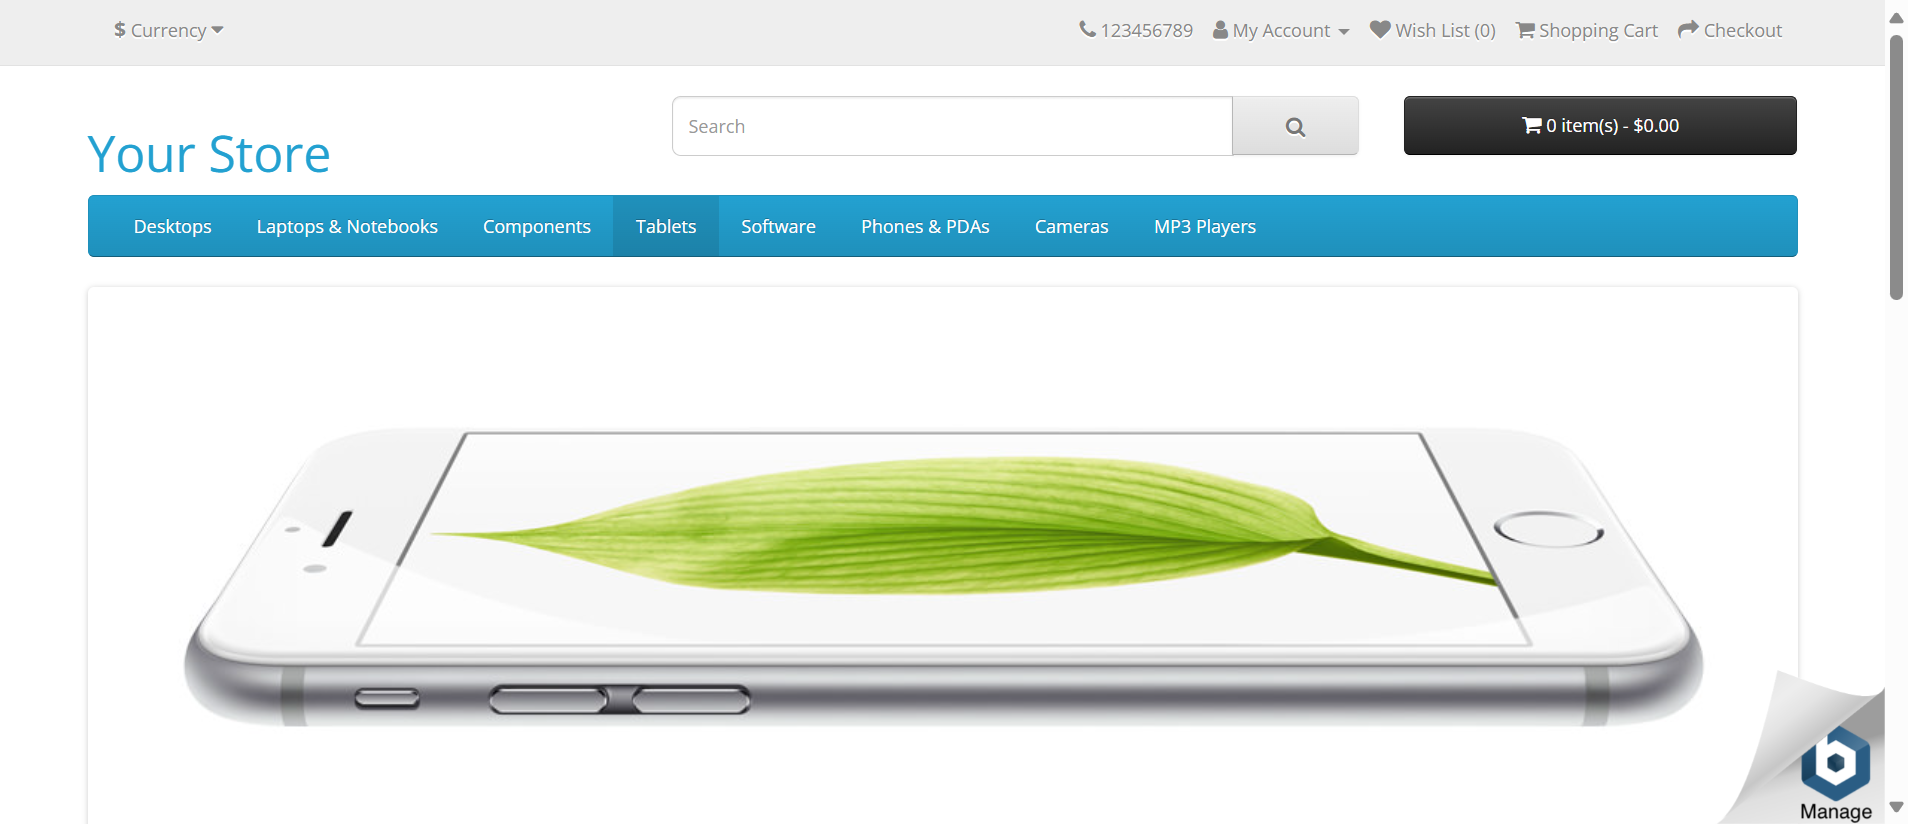 $ Currency 123456789 My Account Wish List (0) Shopping Cart Checkout
Your Store
Search
0 item(s) - $0.00
Desktops Laptops & Notebooks Components Tablets Software Phones & PDAs Cameras MP3 Players
b
Manage